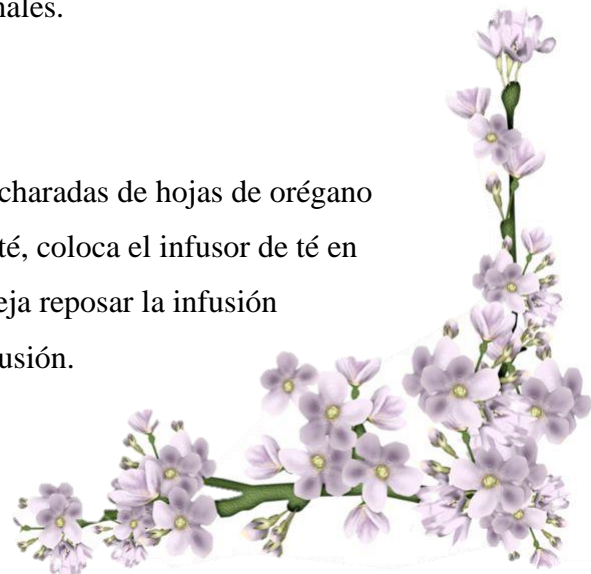 nales.
charadas de hojas de orégano
té, coloca el infusor de té en
eja reposar la infusión
usión.